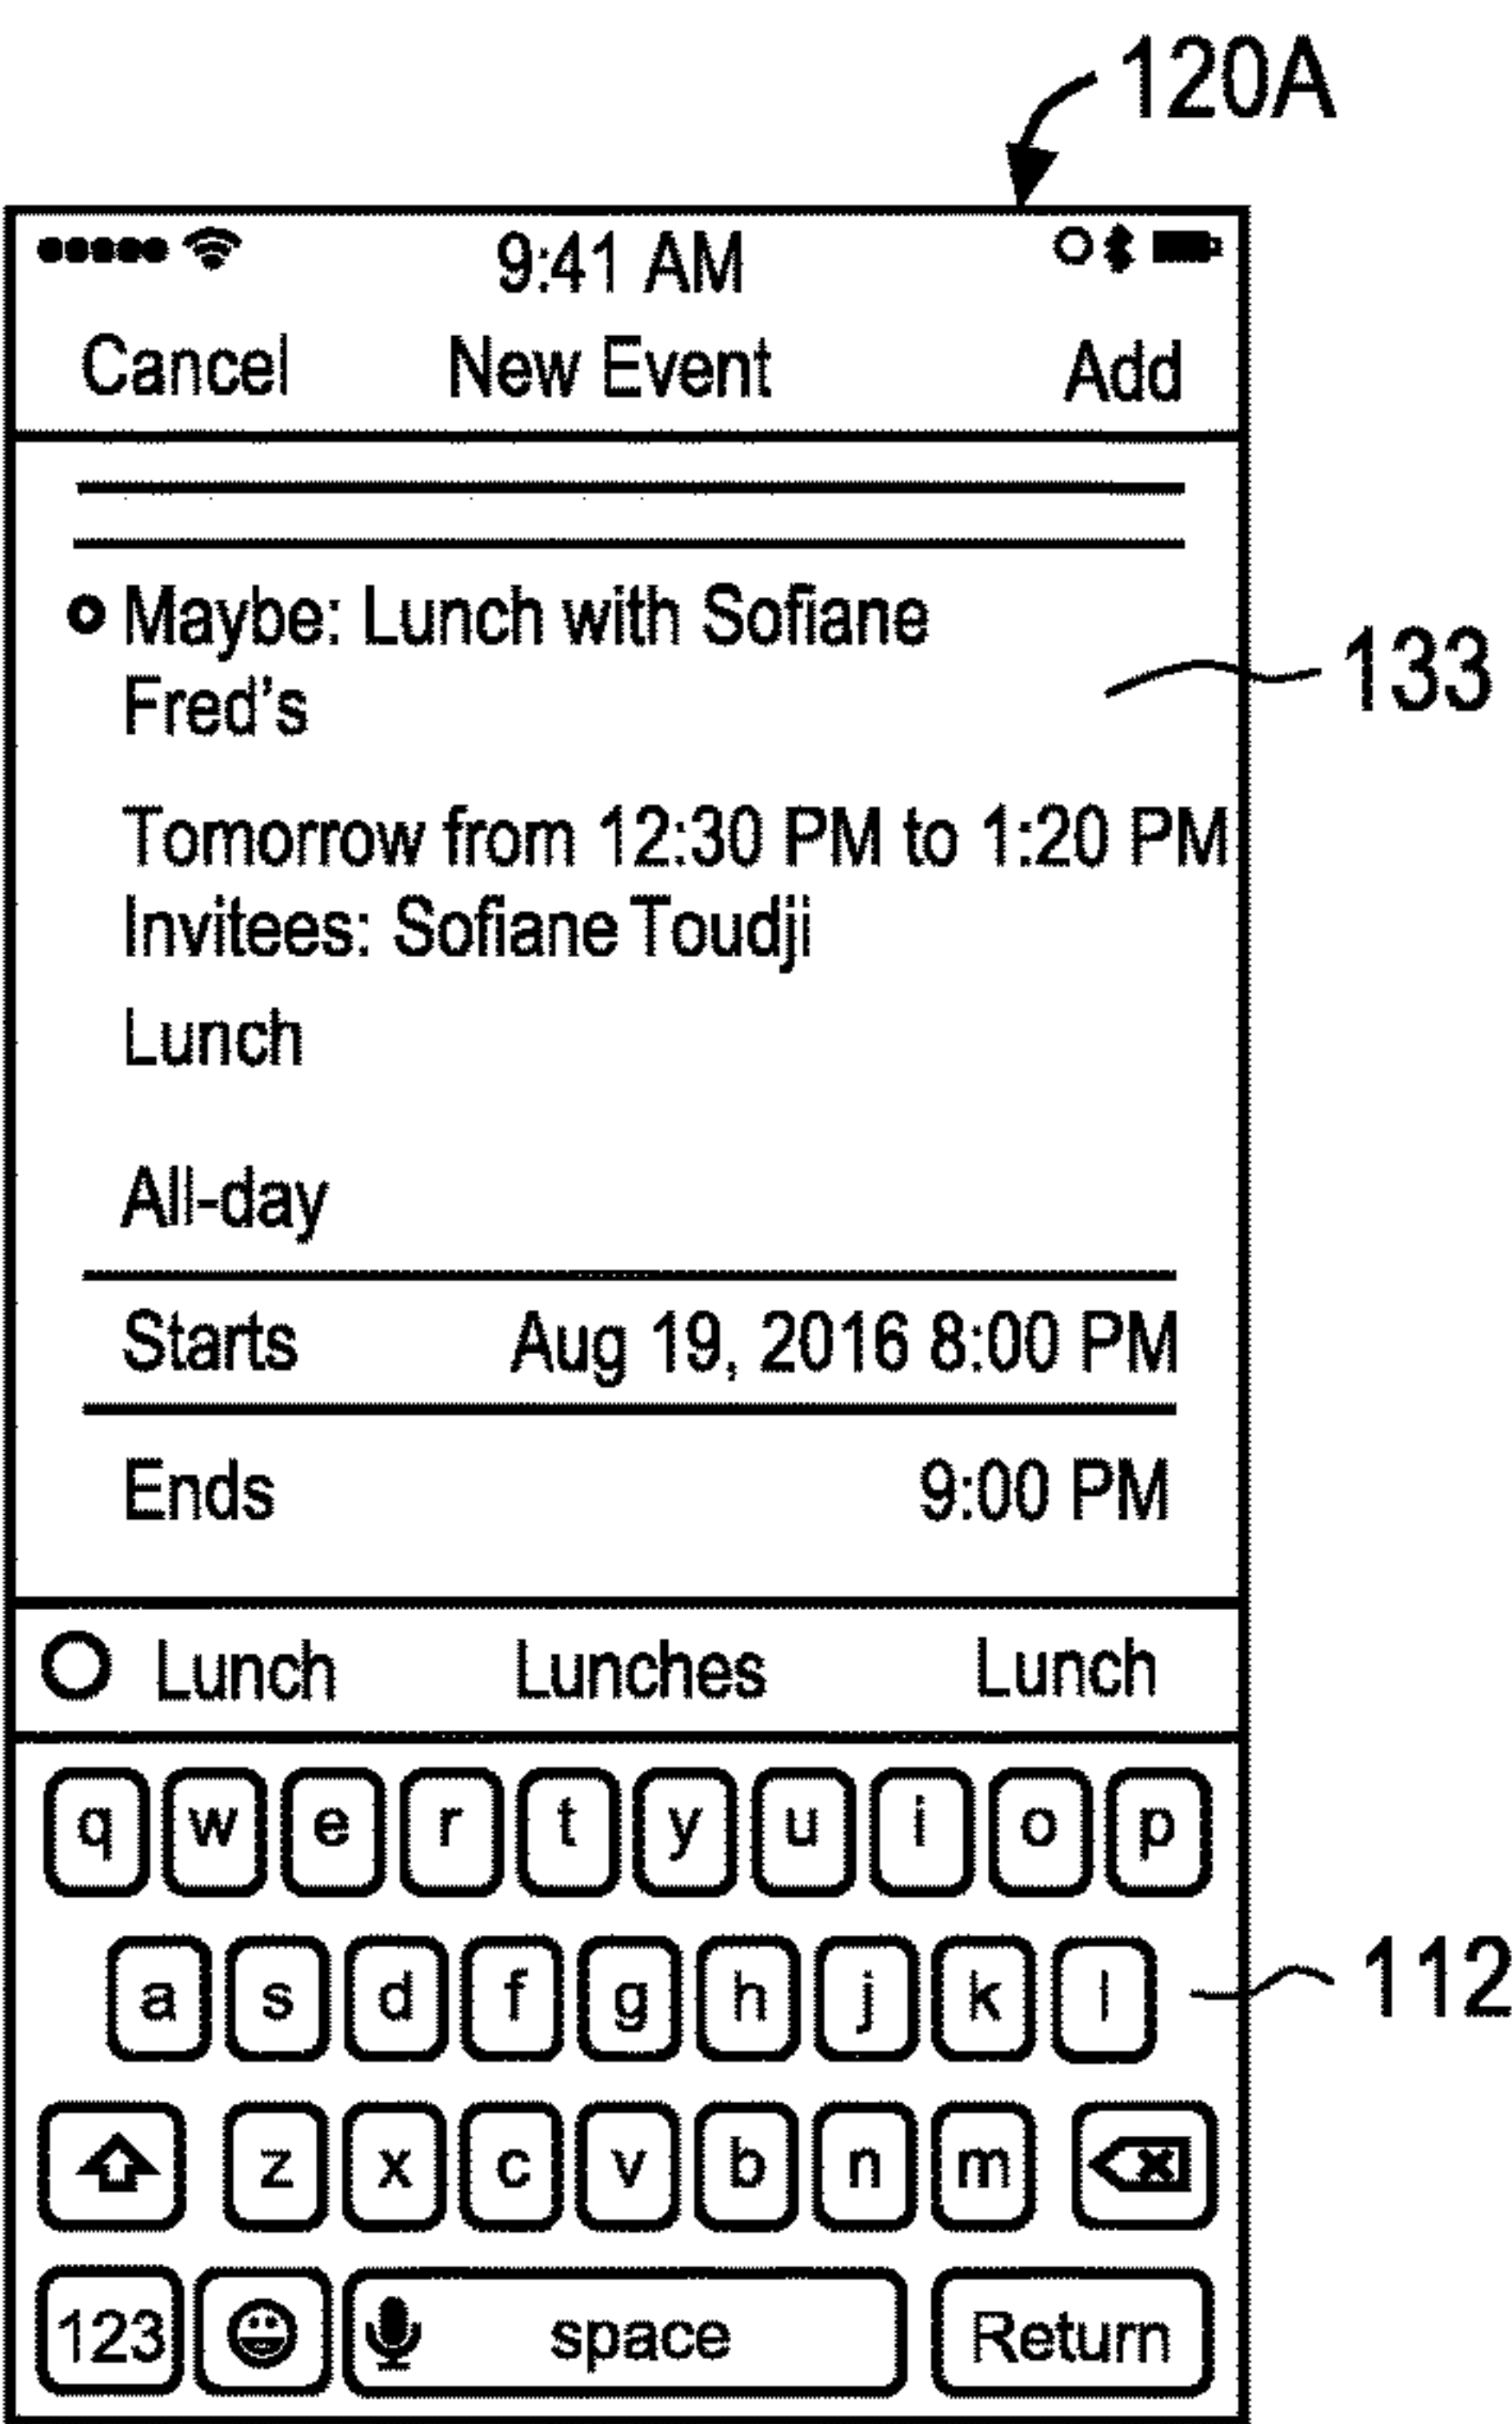 120A
9:41 AM
Cancel New Event Add
Maybe: Lunch with Sofiane
Fred's
133
Tomorrow from 12:30 PM to 1:20 PM
Invitees: Sofiane Toudji
Lunch
All-day
Starts Aug 19, 2016 8:00 PM
Ends 9:00 PM
Lunch Lunches Lunch
q w e r t y u i o p
a s d f g h j k l
112
z x c v b n m
123 space Return